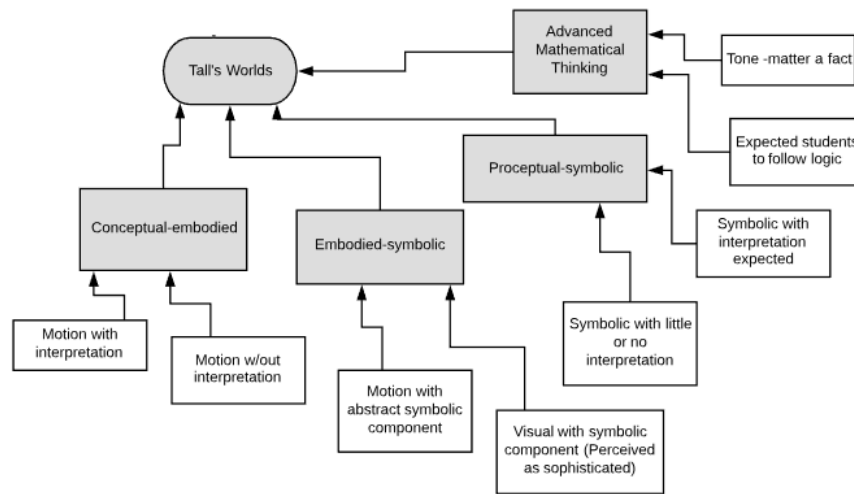 Advanced
Mathematical
Thinking
Tall's Worlds
Tone -matter a fact
Expected students
to follow logic
Proceptual-symbolic
Conceptual-embodied
Embodied-symbolic
Symbolic with
interpretation
expected
Motion with
interpretation
Motion w/out
interpretation
Symbolic with little
or no interpretation
Motion with
abstract symbolic
component
Visual with symbolic
component (Perceived
as sophisticated)